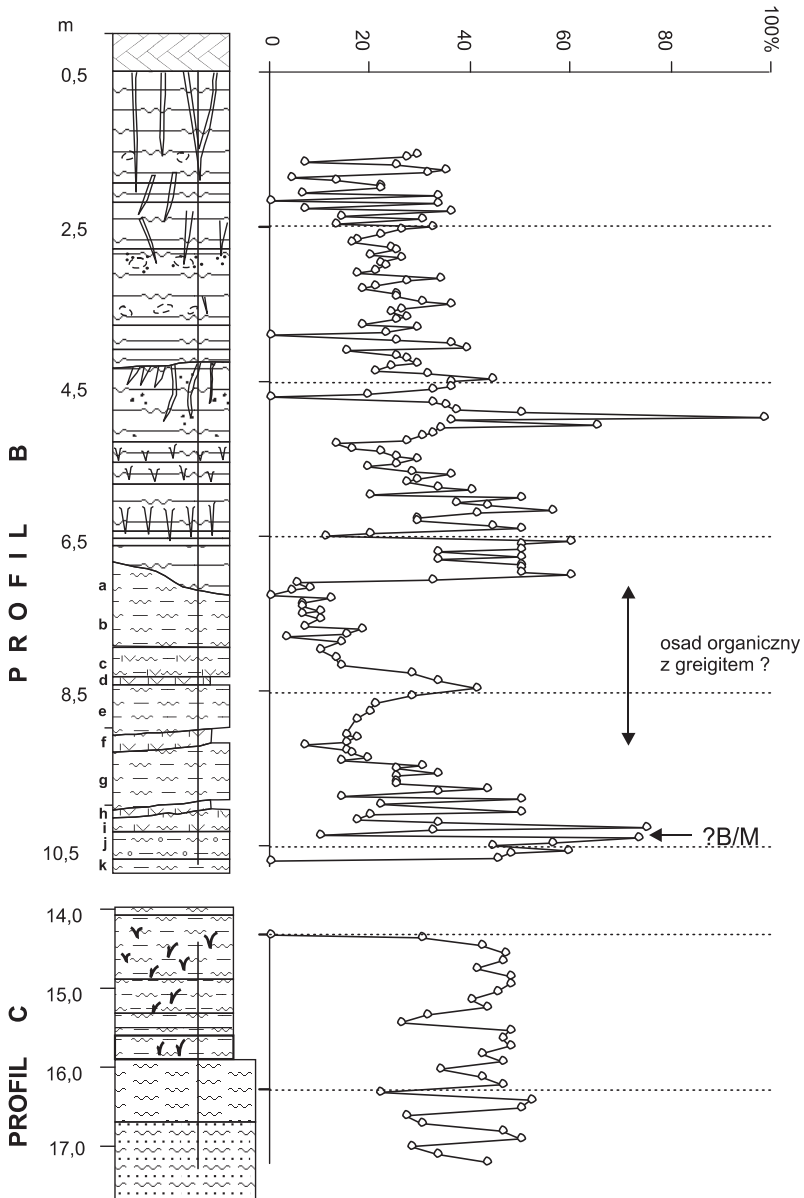 m
0 20 40 60 80 100%
0,5
2,5
4,5
6,5
8,5
10,5
PROFIL B
a
b
c
d
e
f
g
h
i
j
k
osad organiczny
z greigitem ?
?B/M
14,0
15,0
16,0
17,0
PROFIL C